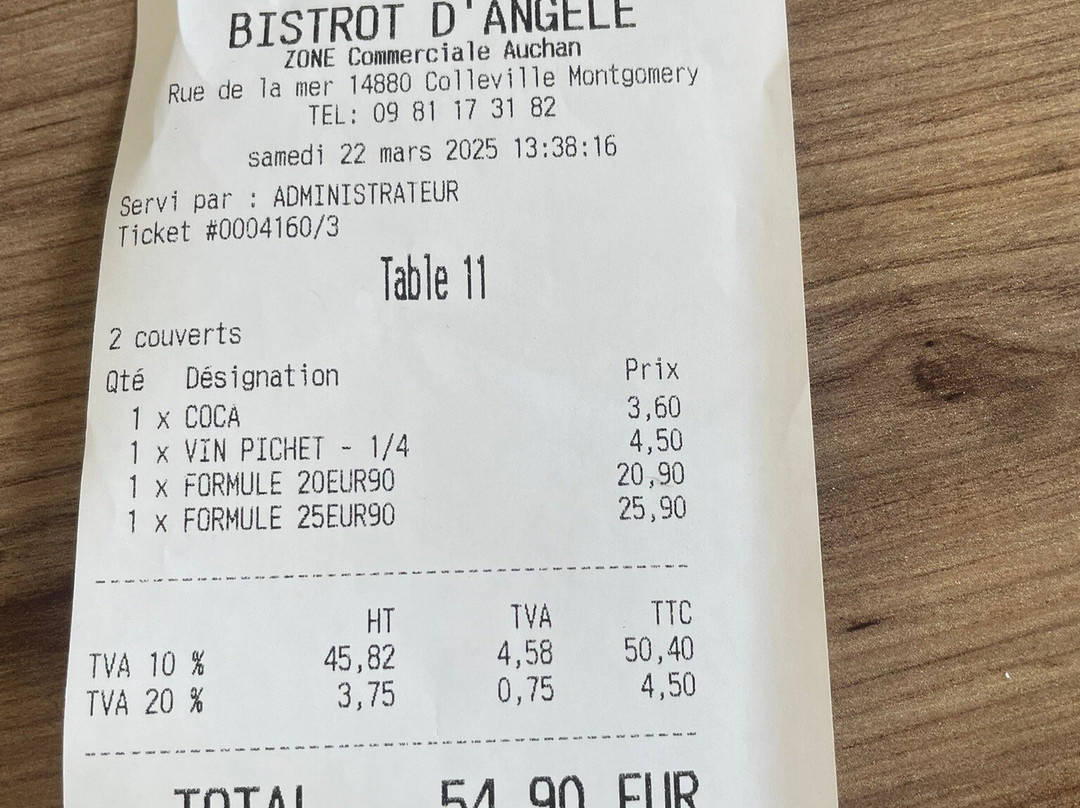 BISTROT D'ANGELE
ZONE Commerciale Auchan
Rue de la mer 14880 Colleville Montgomery
TEL: 09 81 17 31 82
samedi 22 mars 2025 13:38:16
Servi par : ADMINISTRATEUR
Ticket #0004160/3
Table 11
2 couverts
Qté Désignation Prix
1 x COCA 3,60
1 x VIN PICHET - 1/4 4,50
1 x FORMULE 20EUR90 20,90
1 x FORMULE 25EUR90 25,90
HT TVA TTC
TVA 10 % 45,82 4,58 50,40
TVA 20 % 3,75 0,75 4,50
TOTAL 54,90 EUR